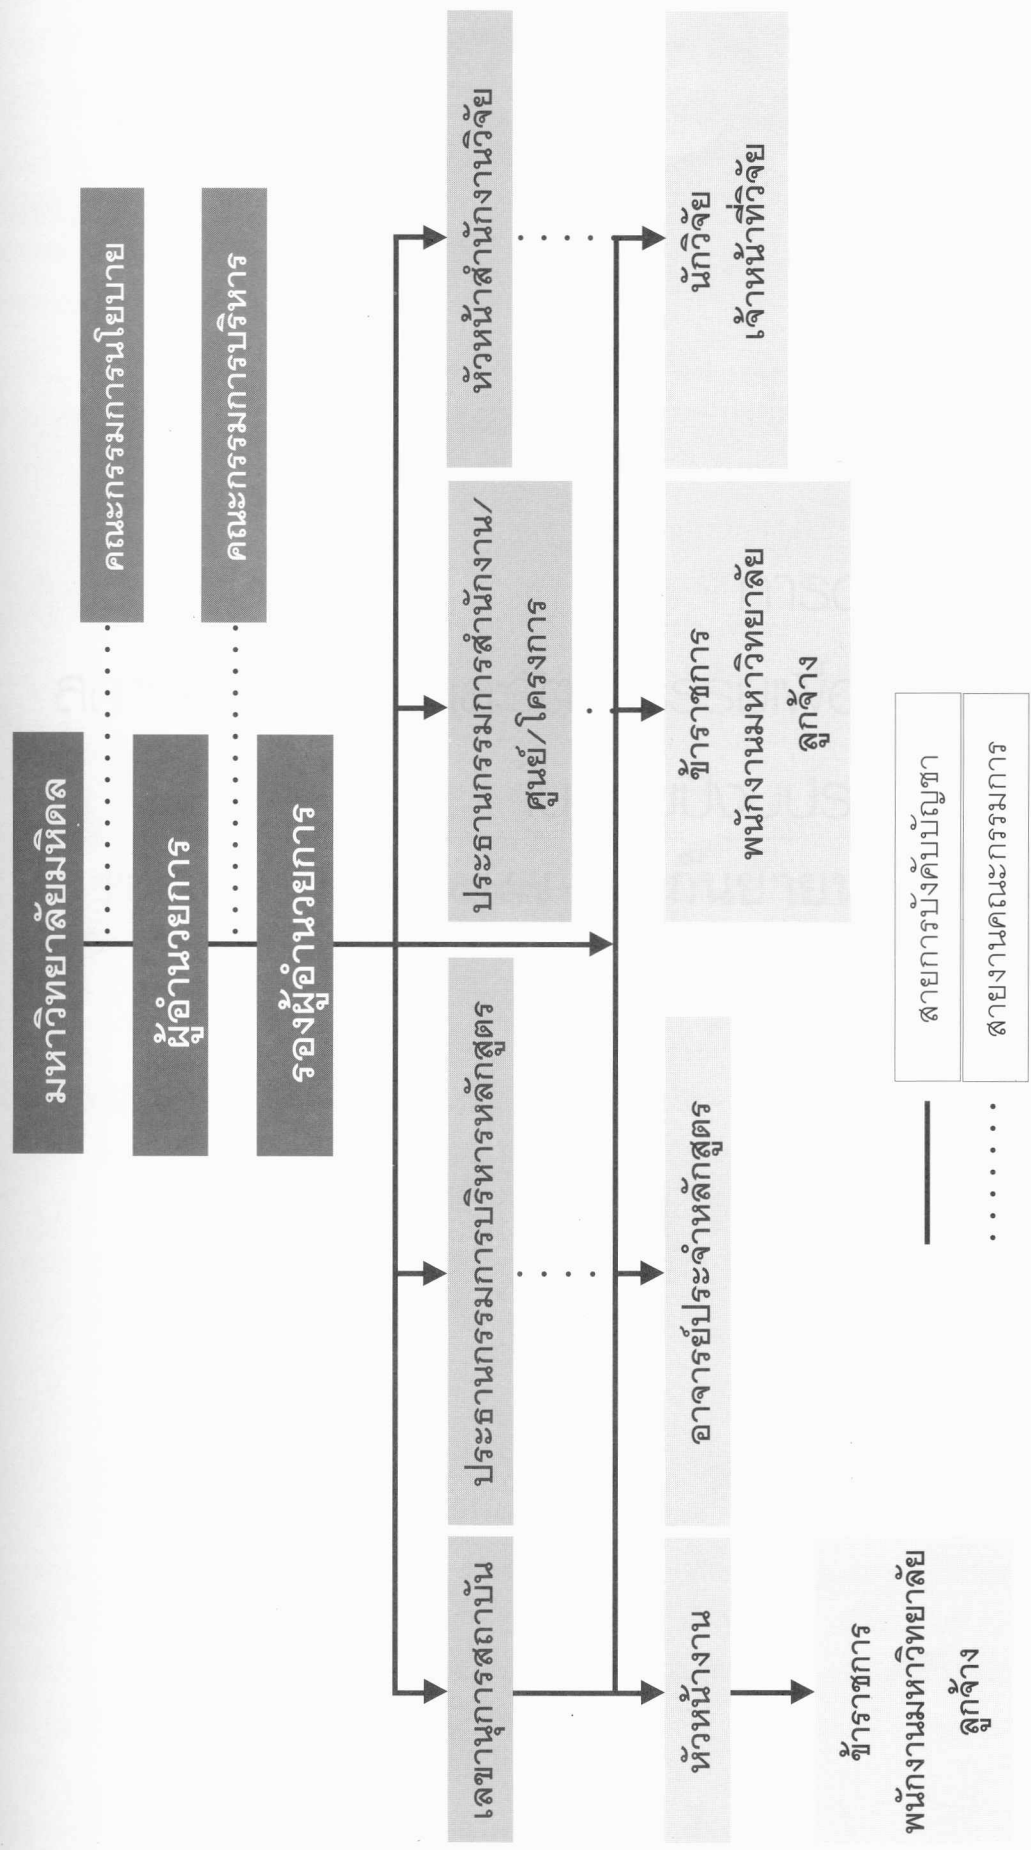 มหาวิทยาลัยมหิดล
คณะกรรมการนโยบาย
ผู้อำนวยการ
คณะกรรมการบริหาร
รองผู้อำนวยการ
เลขานุการสถาบัน
ประธานกรรมการบริหารหลักสูตร
ประธานกรรมการสำนักงาน/
ศูนย์/โครงการ
หัวหน้าสำนักงานวิจัย
หัวหน้างาน
อาจารย์ประจำหลักสูตร
ข้าราชการ
พนักงานมหาวิทยาลัย
ลูกจ้าง
นักวิจัย
เจ้าหน้าที่วิจัย
ข้าราชการ
พนักงานมหาวิทยาลัย
ลูกจ้าง
สายการบังคับบัญชา
สายงานคณะกรรมการ